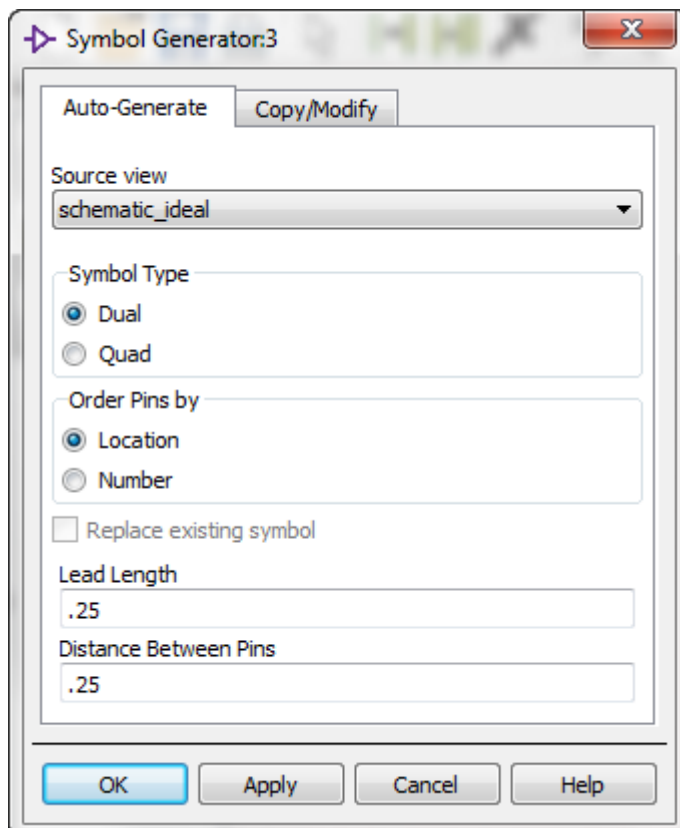 Symbol Generator:3
Auto-Generate Copy/Modify
Source view
schematic_ideal
Symbol Type
Dual
Quad
Order Pins by
Location
Number
Replace existing symbol
Lead Length
.25
Distance Between Pins
.25
OK Apply Cancel Help